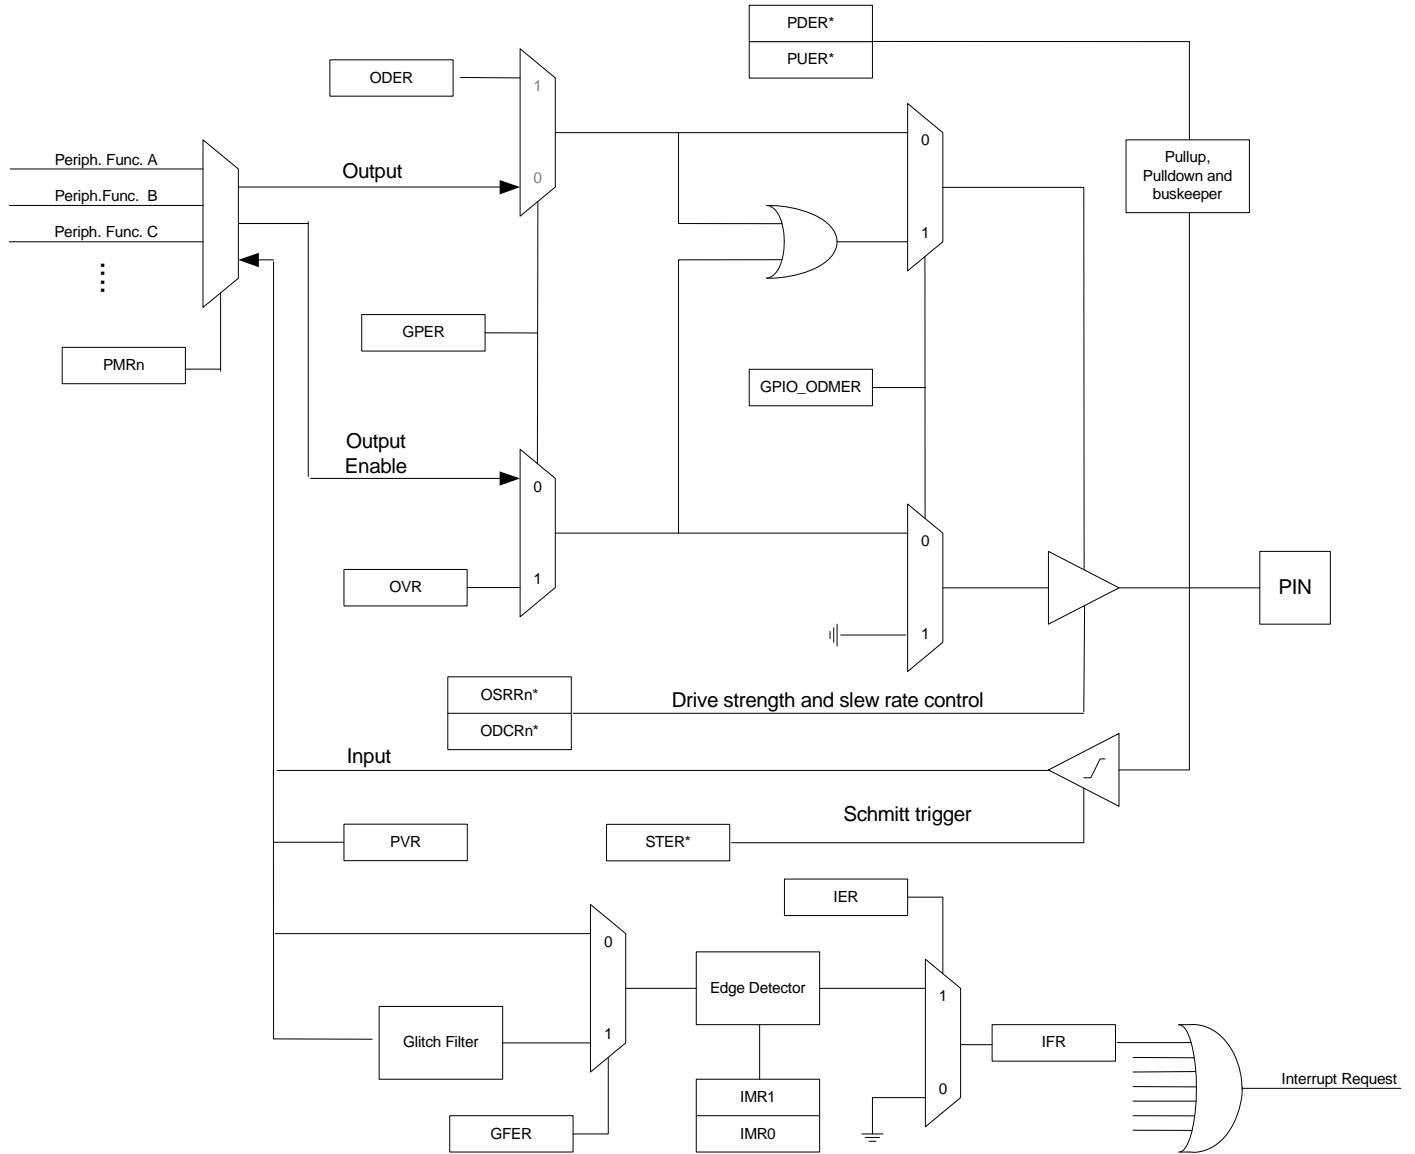 PDER*
PUER*
ODER
1
0
Pullup,
Pulldown and
buskeeper
Periph. Func. A
Output
0
Periph.Func. B
Periph. Func. C
1
GPER
PMRn
GPIO_ODMER
Output
Enable
0
0
OVR
1
PIN
1
OSRRn*
Drive strength and slew rate control
ODCRn*
Input
Schmitt trigger
PVR
STER*
IER
0
Edge Detector
1
Glitch Filter
1
IFR
Interrupt Request
0
IMR1
GFER
IMR0